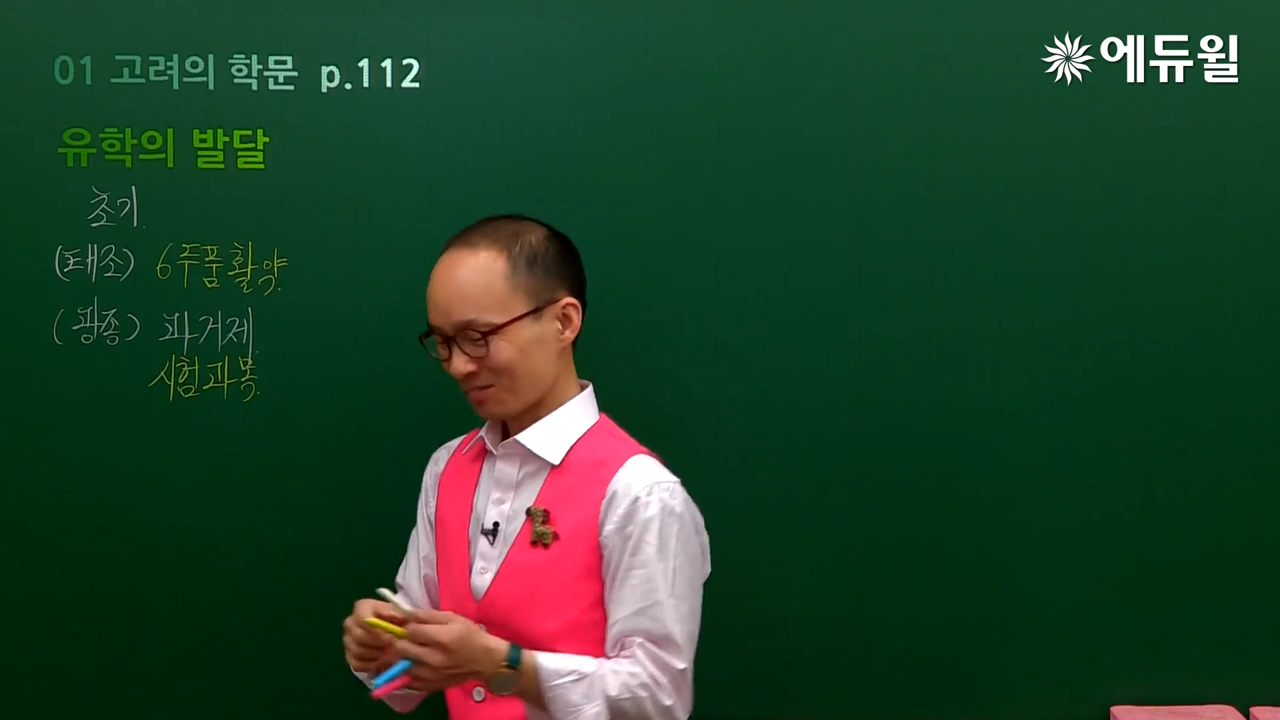 01 고려의 학문 p.112
에듀윌
유학의 발달
초기.
(태조) 6두품 활약.
(광종) 과거제.
시험과목.